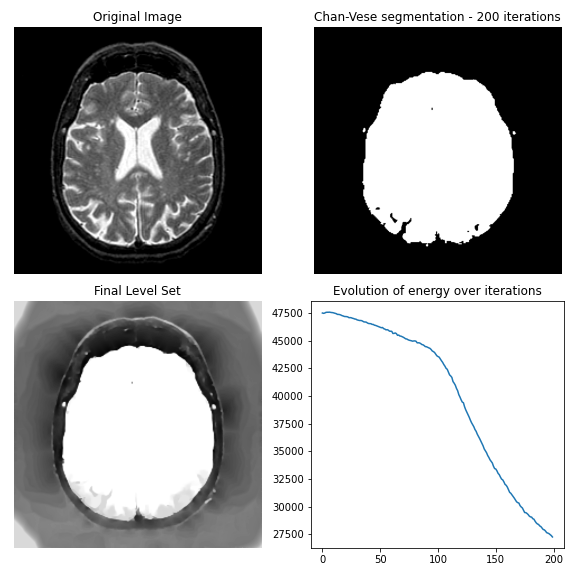 Original Image
Chan-Vese segmentation - 200 iterations
Final Level Set
Evolution of energy over iterations
47500
45000
42500
40000
37500
35000
32500
30000
27500
0 50 100 150 200